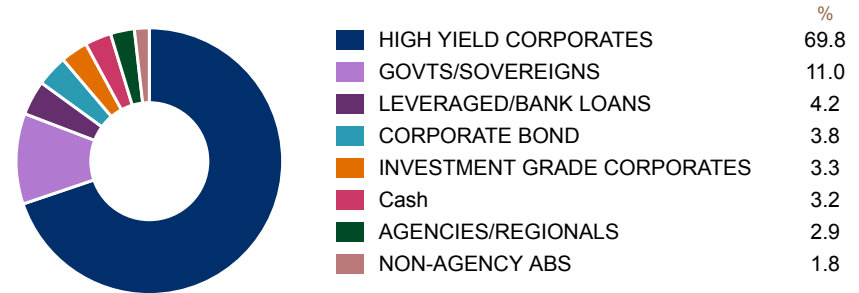 %
HIGH YIELD CORPORATES 69.8
GOVTS/SOVEREIGNS 11.0
LEVERAGED/BANK LOANS 4.2
CORPORATE BOND 3.8
INVESTMENT GRADE CORPORATES 3.3
Cash 3.2
AGENCIES/REGIONALS 2.9
NON-AGENCY ABS 1.8